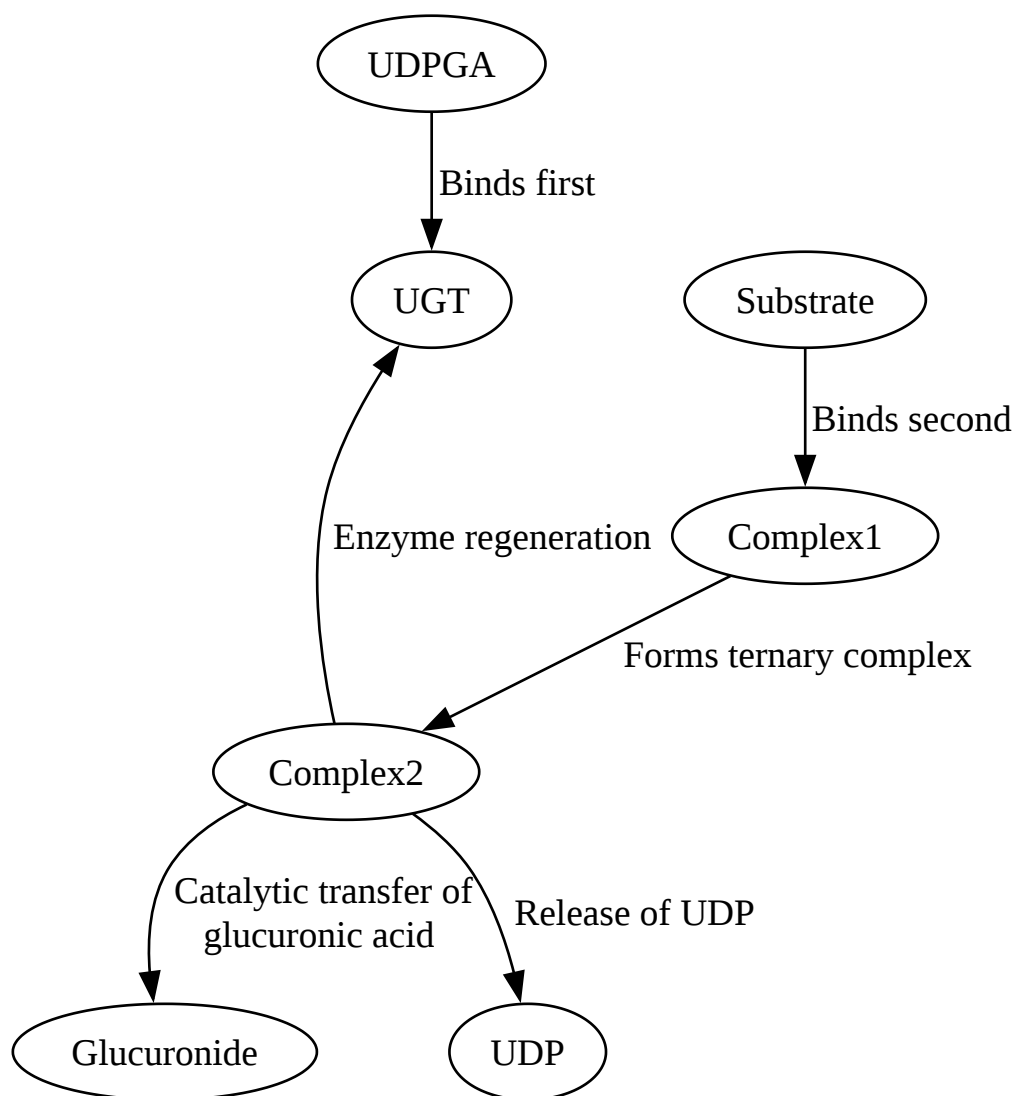 UDPGA
Binds first
UGT
Substrate
Binds second
Enzyme regeneration
Complex1
Forms ternary complex
Complex2
Catalytic transfer of
glucuronic acid
Release of UDP
Glucuronide
UDP